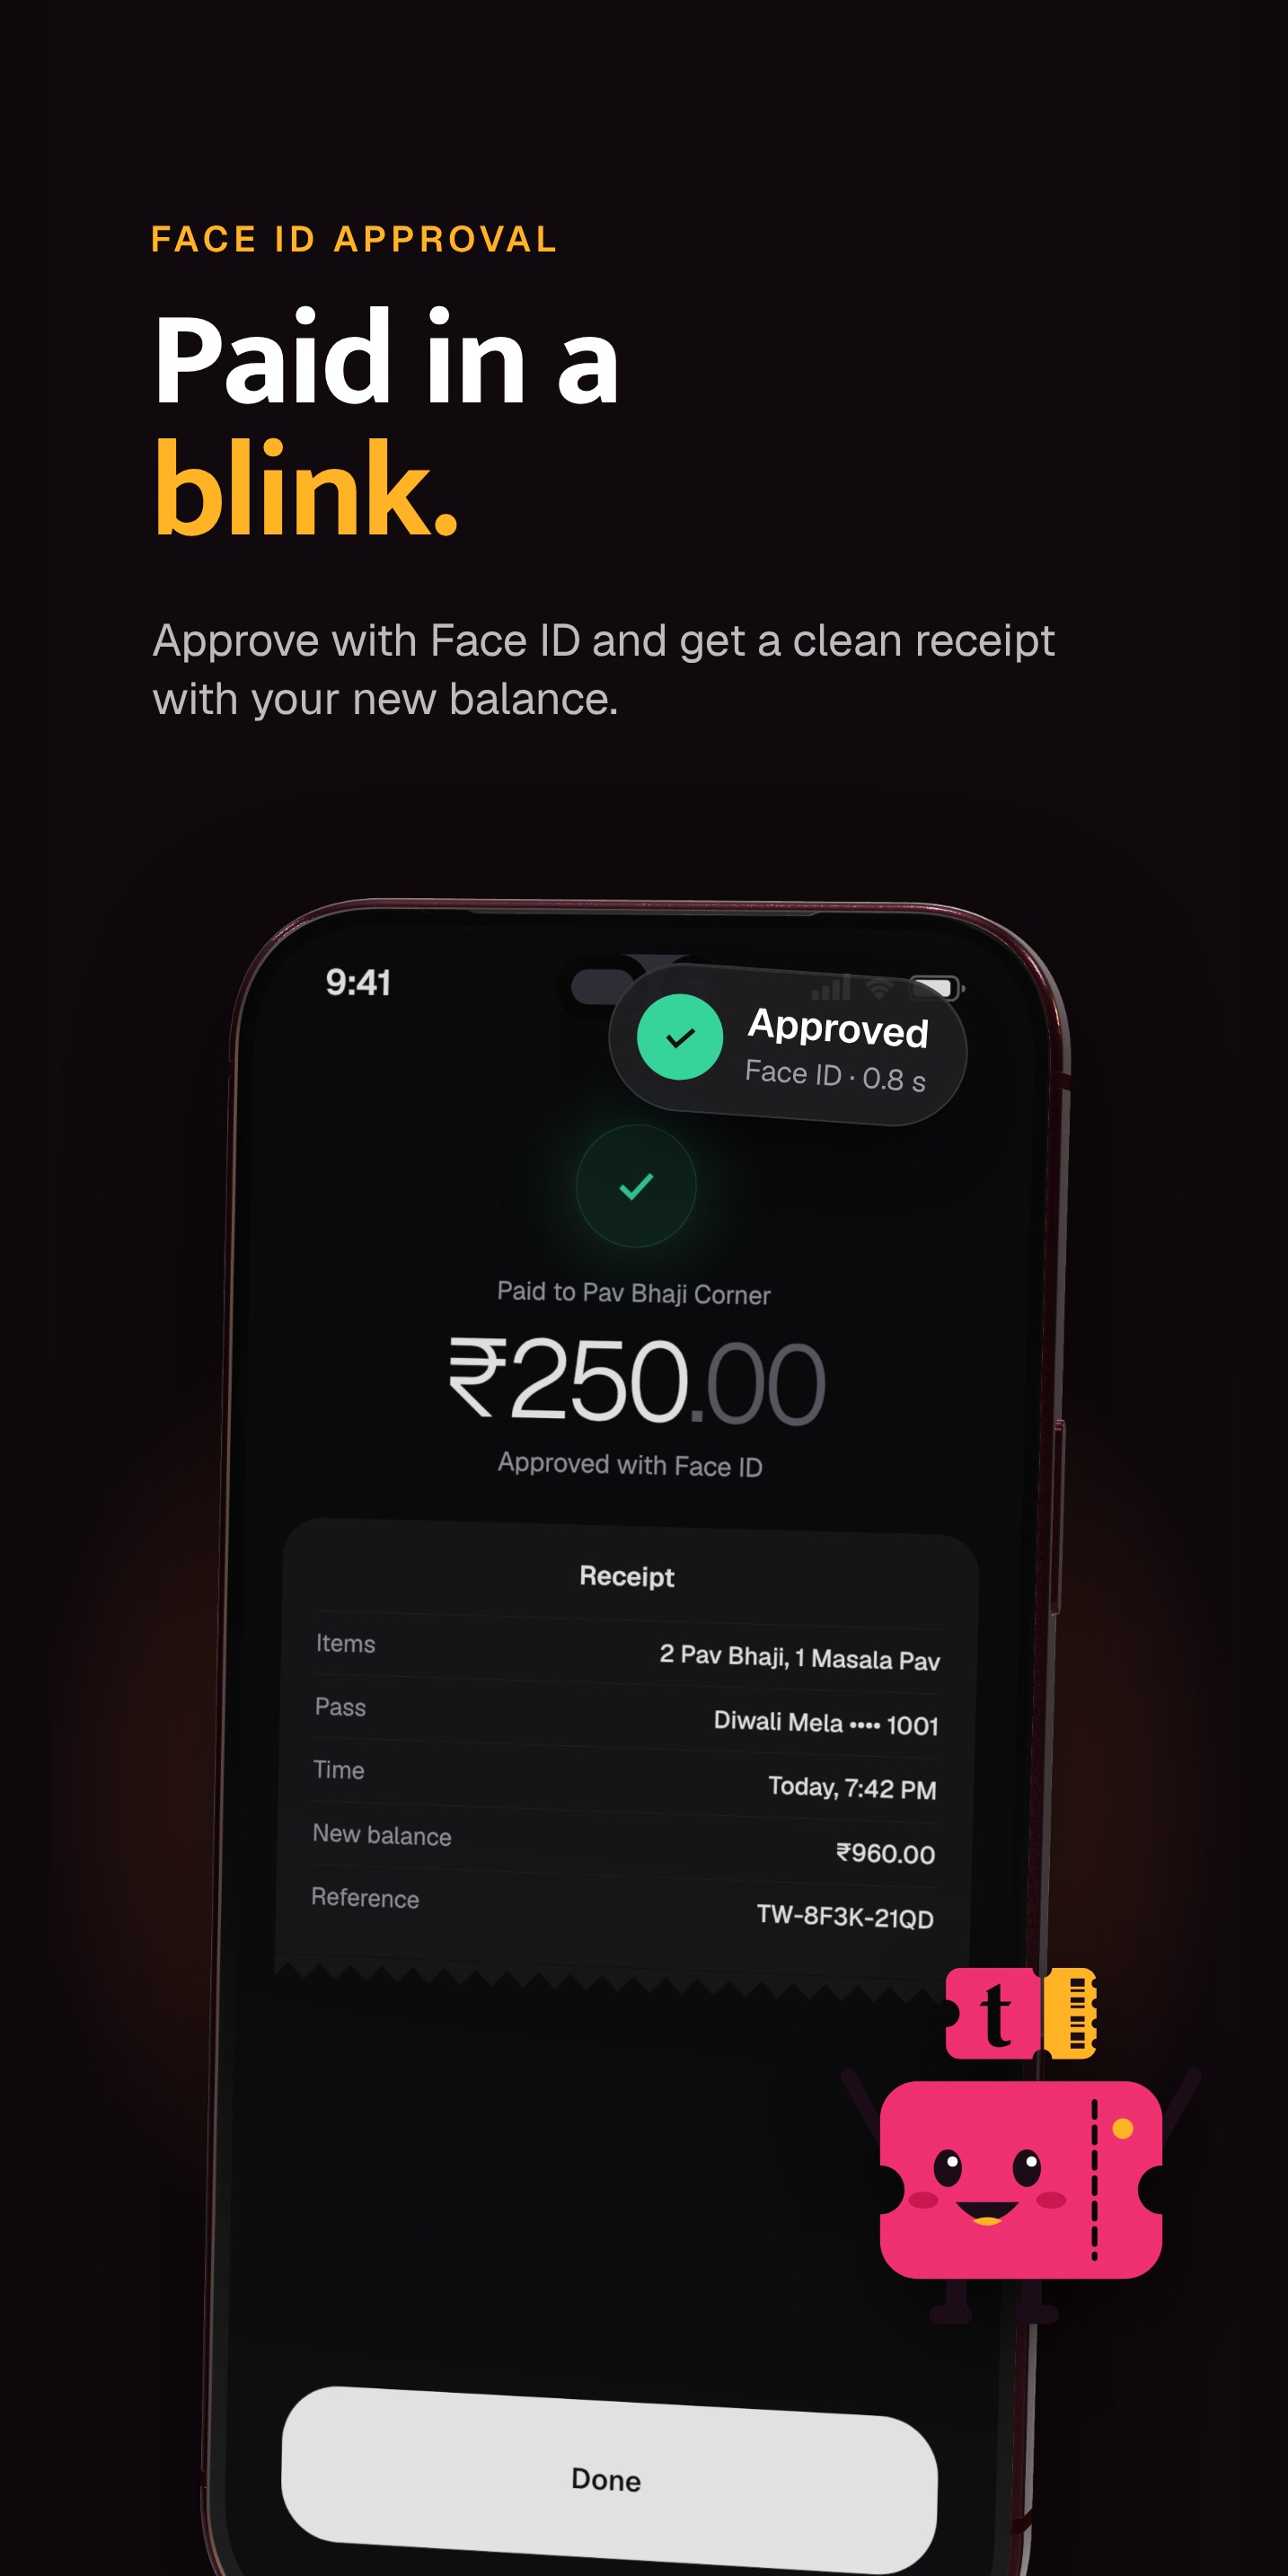 FACE ID APPROVAL
Paid in a
blink.
Approve with Face ID and get a clean receipt
with your new balance.
9:41
Approved
Face ID · 0.8 s
Paid to Pav Bhaji Corner
₹250.00
Approved with Face ID
Receipt
Items 2 Pav Bhaji, 1 Masala Pav
Pass Diwali Mela •••• 1001
Time Today, 7:42 PM
New balance ₹960.00
Reference TW-8F3K-21QD
t
Done